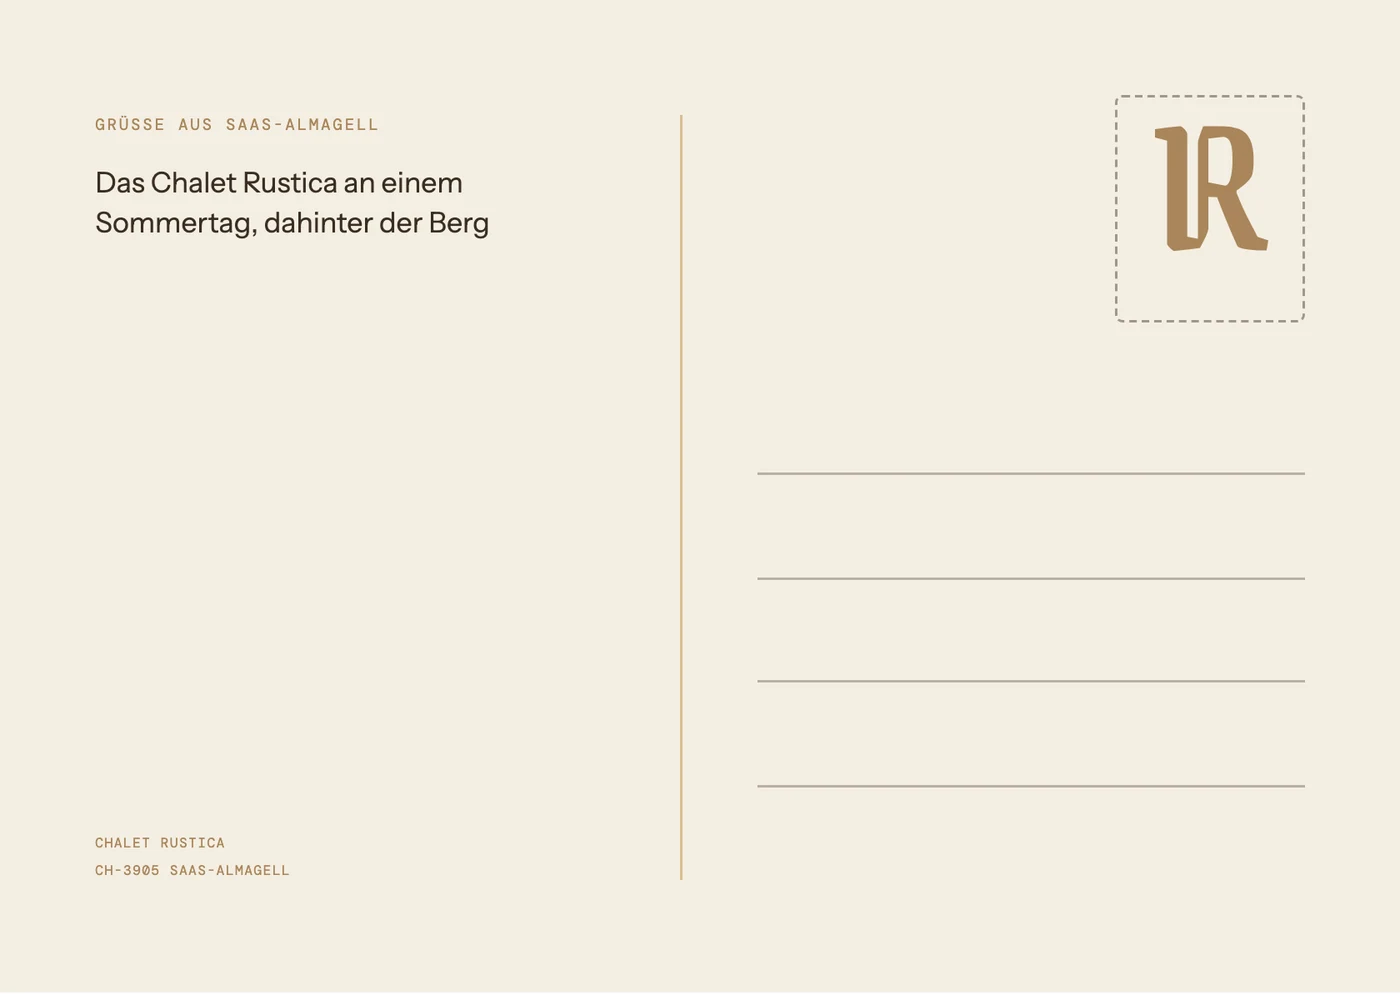 GRÜSSE AUS SAAS-ALMAGELL
Das Chalet Rustica an einem
Sommertag, dahinter der Berg
R
CHALET RUSTICA
CH-3905 SAAS-ALMAGELL